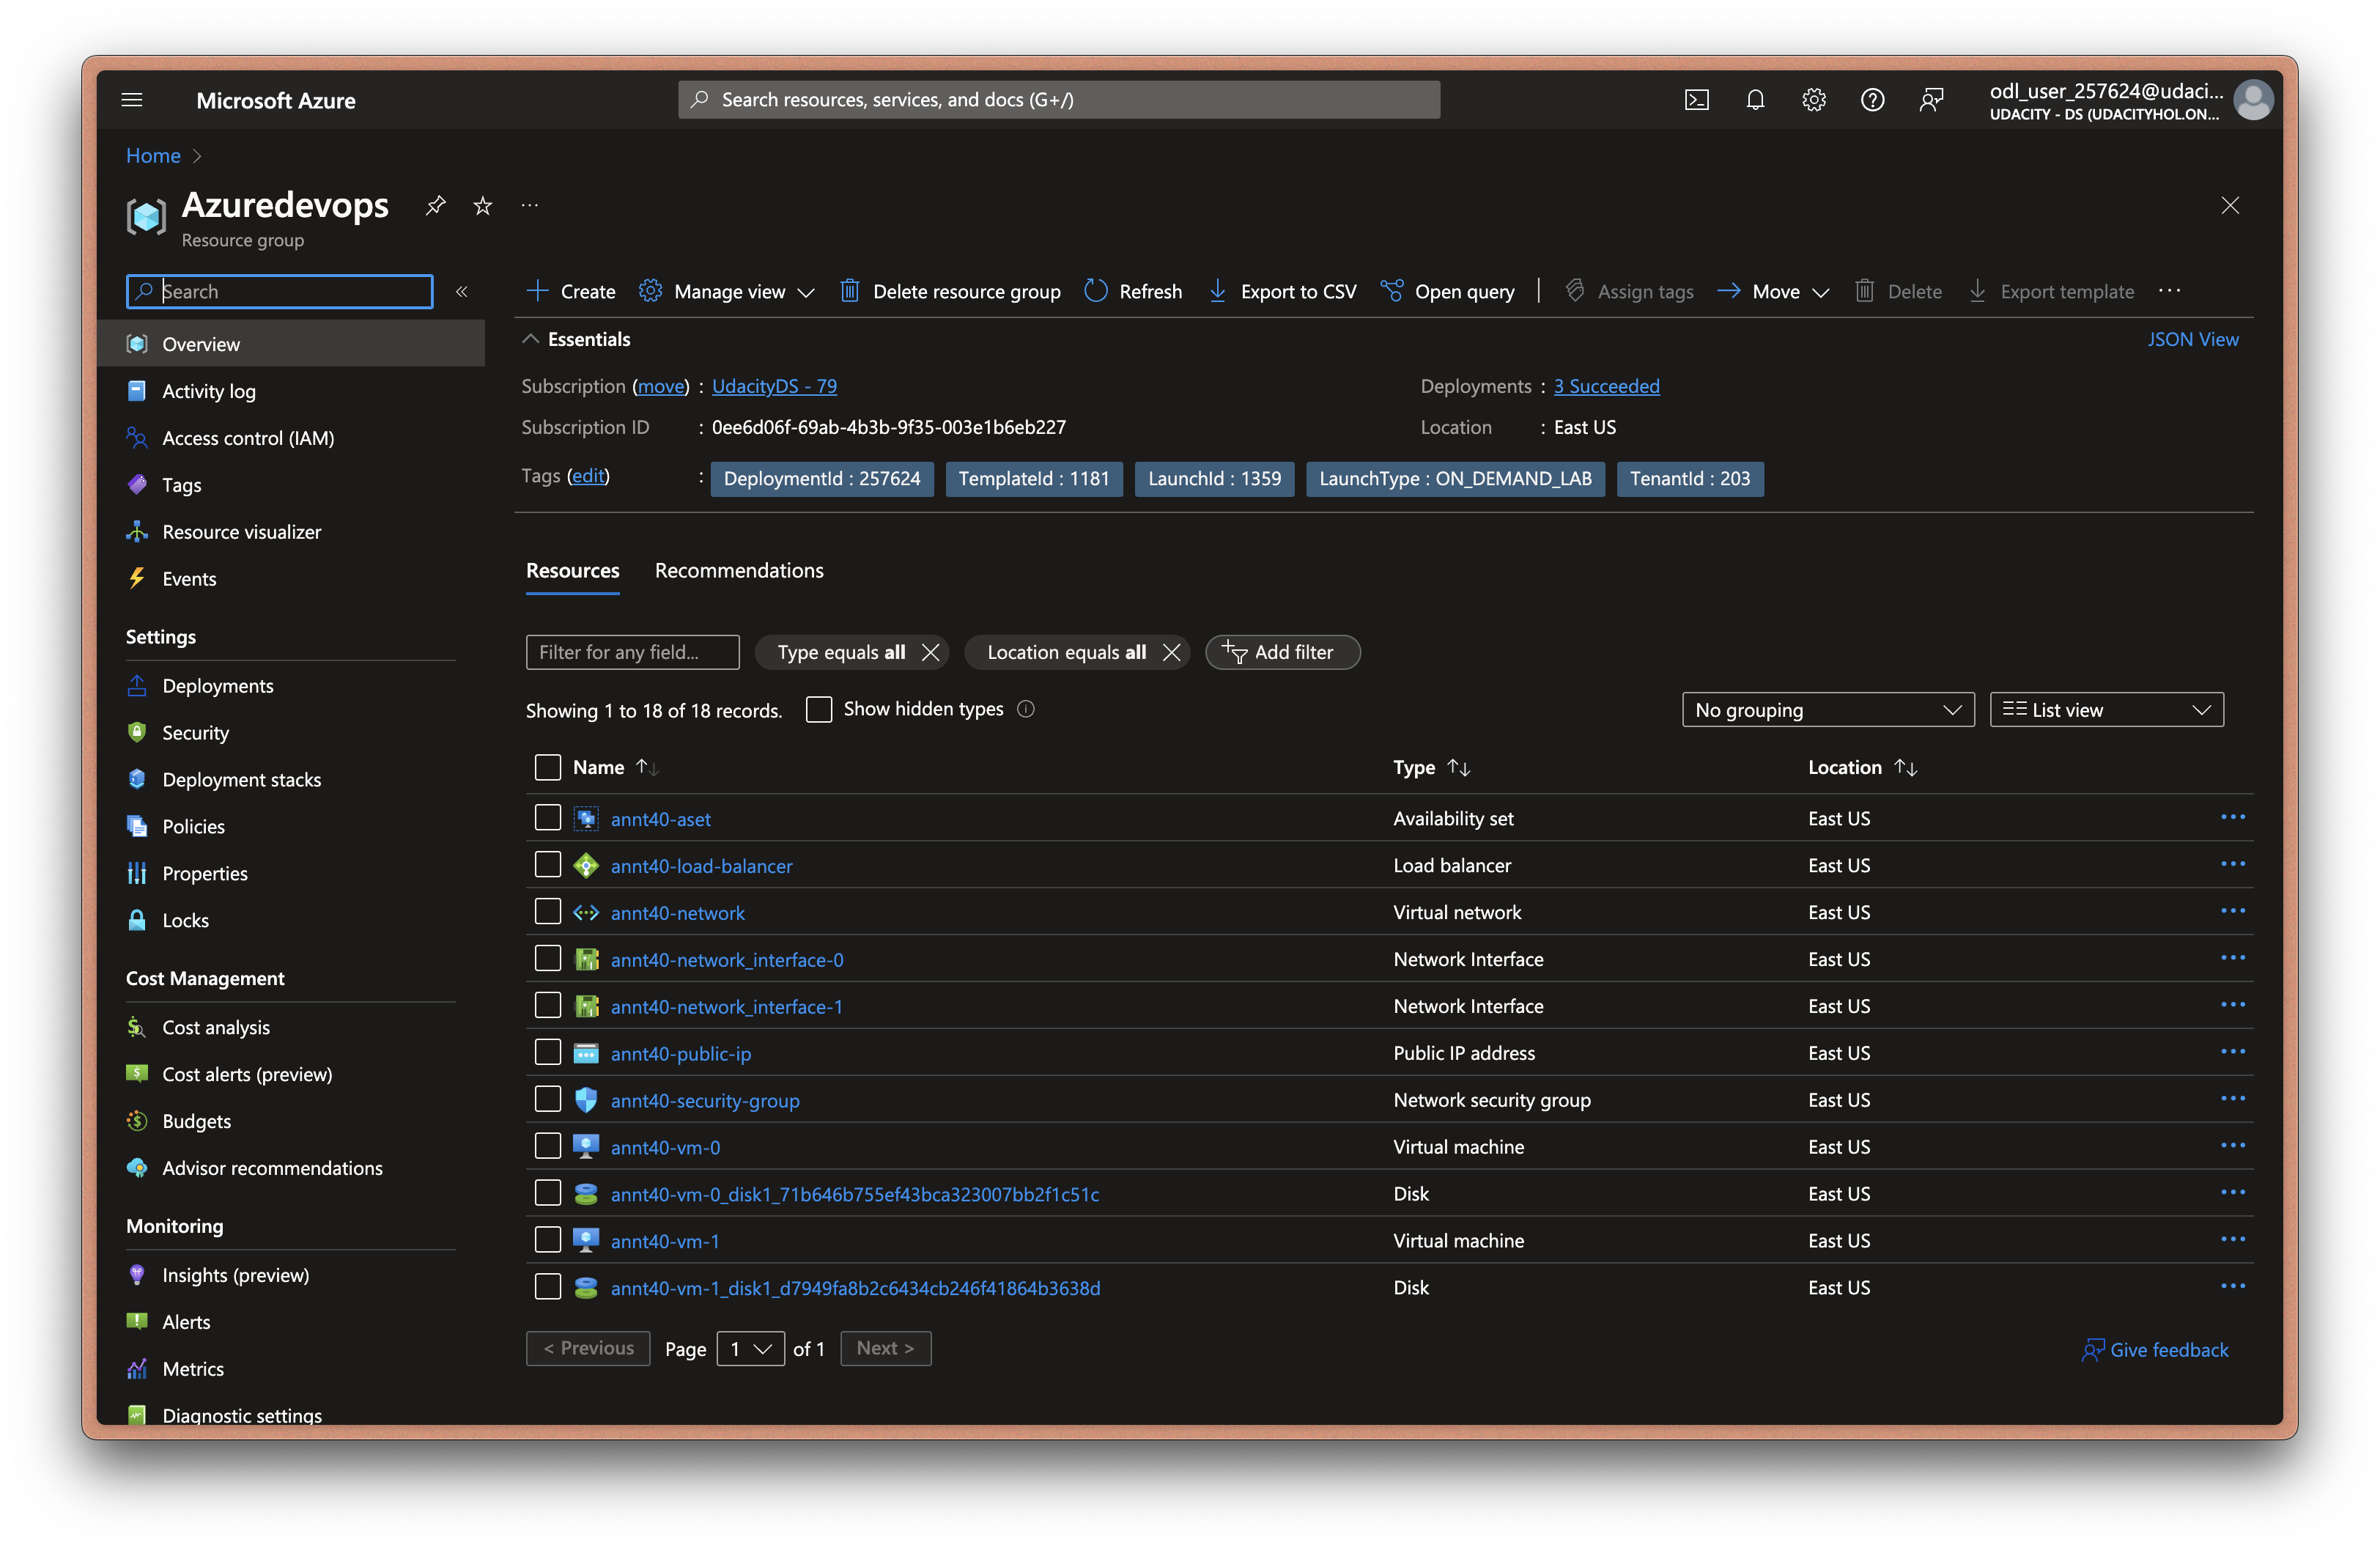 Microsoft Azure
Search resources, services, and docs (G+/)
odl_user_257624@udaci...
UDACITY - DS (UDACITYHOL.ON...
Home
Azuredevops
Resource group
Search
Overview
Activity log
Access control (IAM)
Tags
Resource visualizer
Events
Settings
Deployments
Security
Deployment stacks
Policies
Properties
Locks
Cost Management
Cost analysis
Cost alerts (preview)
Budgets
Advisor recommendations
Monitoring
Insights (preview)
Alerts
Metrics
Diagnostic settings
Create Manage view Delete resource group Refresh Export to CSV Open query Assign tags Move Delete Export template
Essentials JSON View
Subscription (move) : UdacityDS - 79 Deployments : 3 Succeeded
Subscription ID : 0ee6d06f-69ab-4b3b-9f35-003e1b6eb227 Location : East US
Tags (edit) : DeploymentId : 257624 TemplateId : 1181 LaunchId : 1359 LaunchType : ON_DEMAND_LAB TenantId : 203
Resources Recommendations
Filter for any field... Type equals all Location equals all Add filter
Showing 1 to 18 of 18 records. Show hidden types No grouping List view
Name Type Location
annt40-aset Availability set East US
annt40-load-balancer Load balancer East US
annt40-network Virtual network East US
annt40-network_interface-0 Network Interface East US
annt40-network_interface-1 Network Interface East US
annt40-public-ip Public IP address East US
annt40-security-group Network security group East US
annt40-vm-0 Virtual machine East US
annt40-vm-0_disk1_71b646b755ef43bca323007bb2f1c51c Disk East US
annt40-vm-1 Virtual machine East US
annt40-vm-1_disk1_d7949fa8b2c6434cb246f41864b3638d Disk East US
< Previous Page 1 of 1 Next > Give feedback